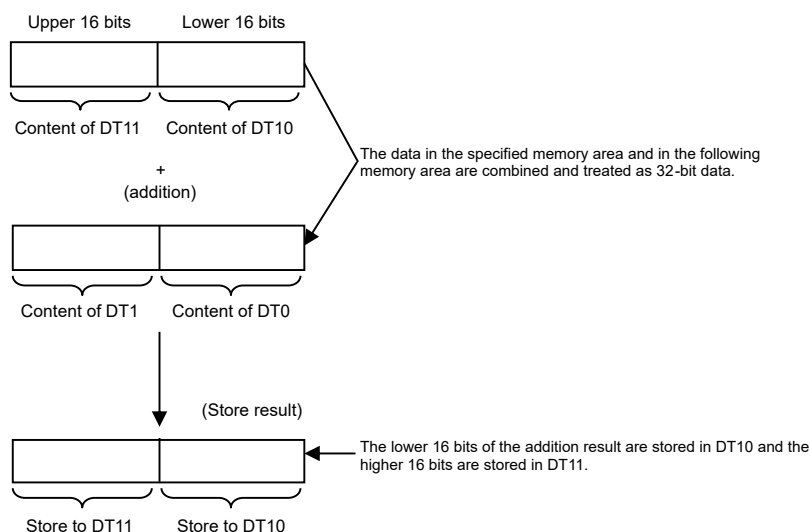 Upper 16 bits
Lower 16 bits
Content of DT11
Content of DT10
+
(addition)
The data in the specified memory area and in the following
memory area are combined and treated as 32-bit data.
Content of DT1
Content of DT0
(Store result)
The lower 16 bits of the addition result are stored in DT10 and the
higher 16 bits are stored in DT11.
Store to DT11
Store to DT10